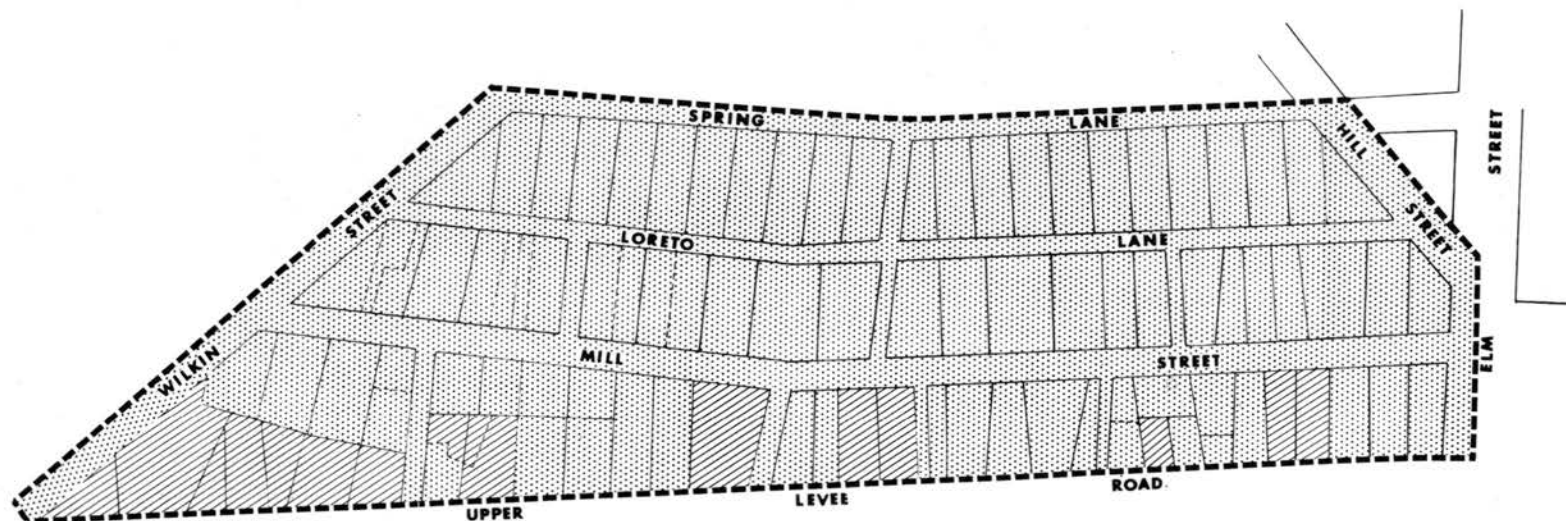 SPRING LANE
HILL STREET
STREET
WILKIN STREET
LORETO LANE
MILL STREET
ELM
UPPER LEVEE ROAD